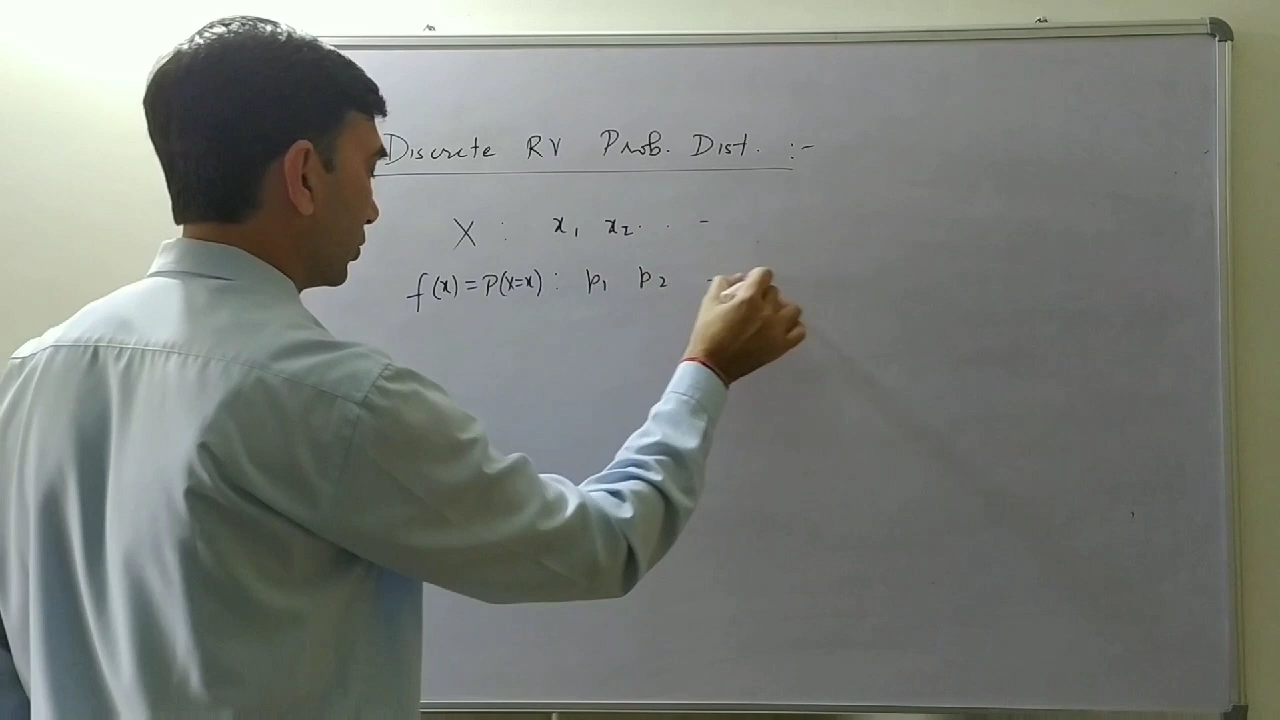 Discrete RV Prob. Dist. :-
X : x₁ x₂ . . -
f(x) = P(X=x) : p₁ p₂ -